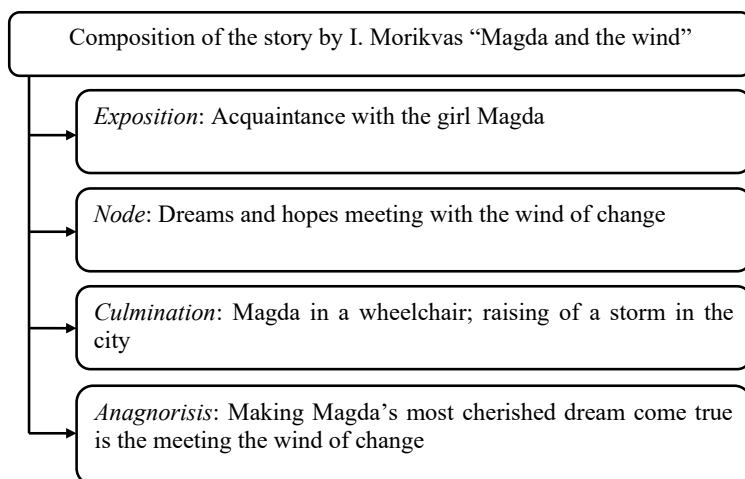 Composition of the story by I. Morikvas “Magda and the wind”
Exposition: Acquaintance with the girl Magda
Node: Dreams and hopes meeting with the wind of change
Culmination: Magda in a wheelchair; raising of a storm in the
city
Anagnorisis: Making Magda’s most cherished dream come true
is the meeting the wind of change